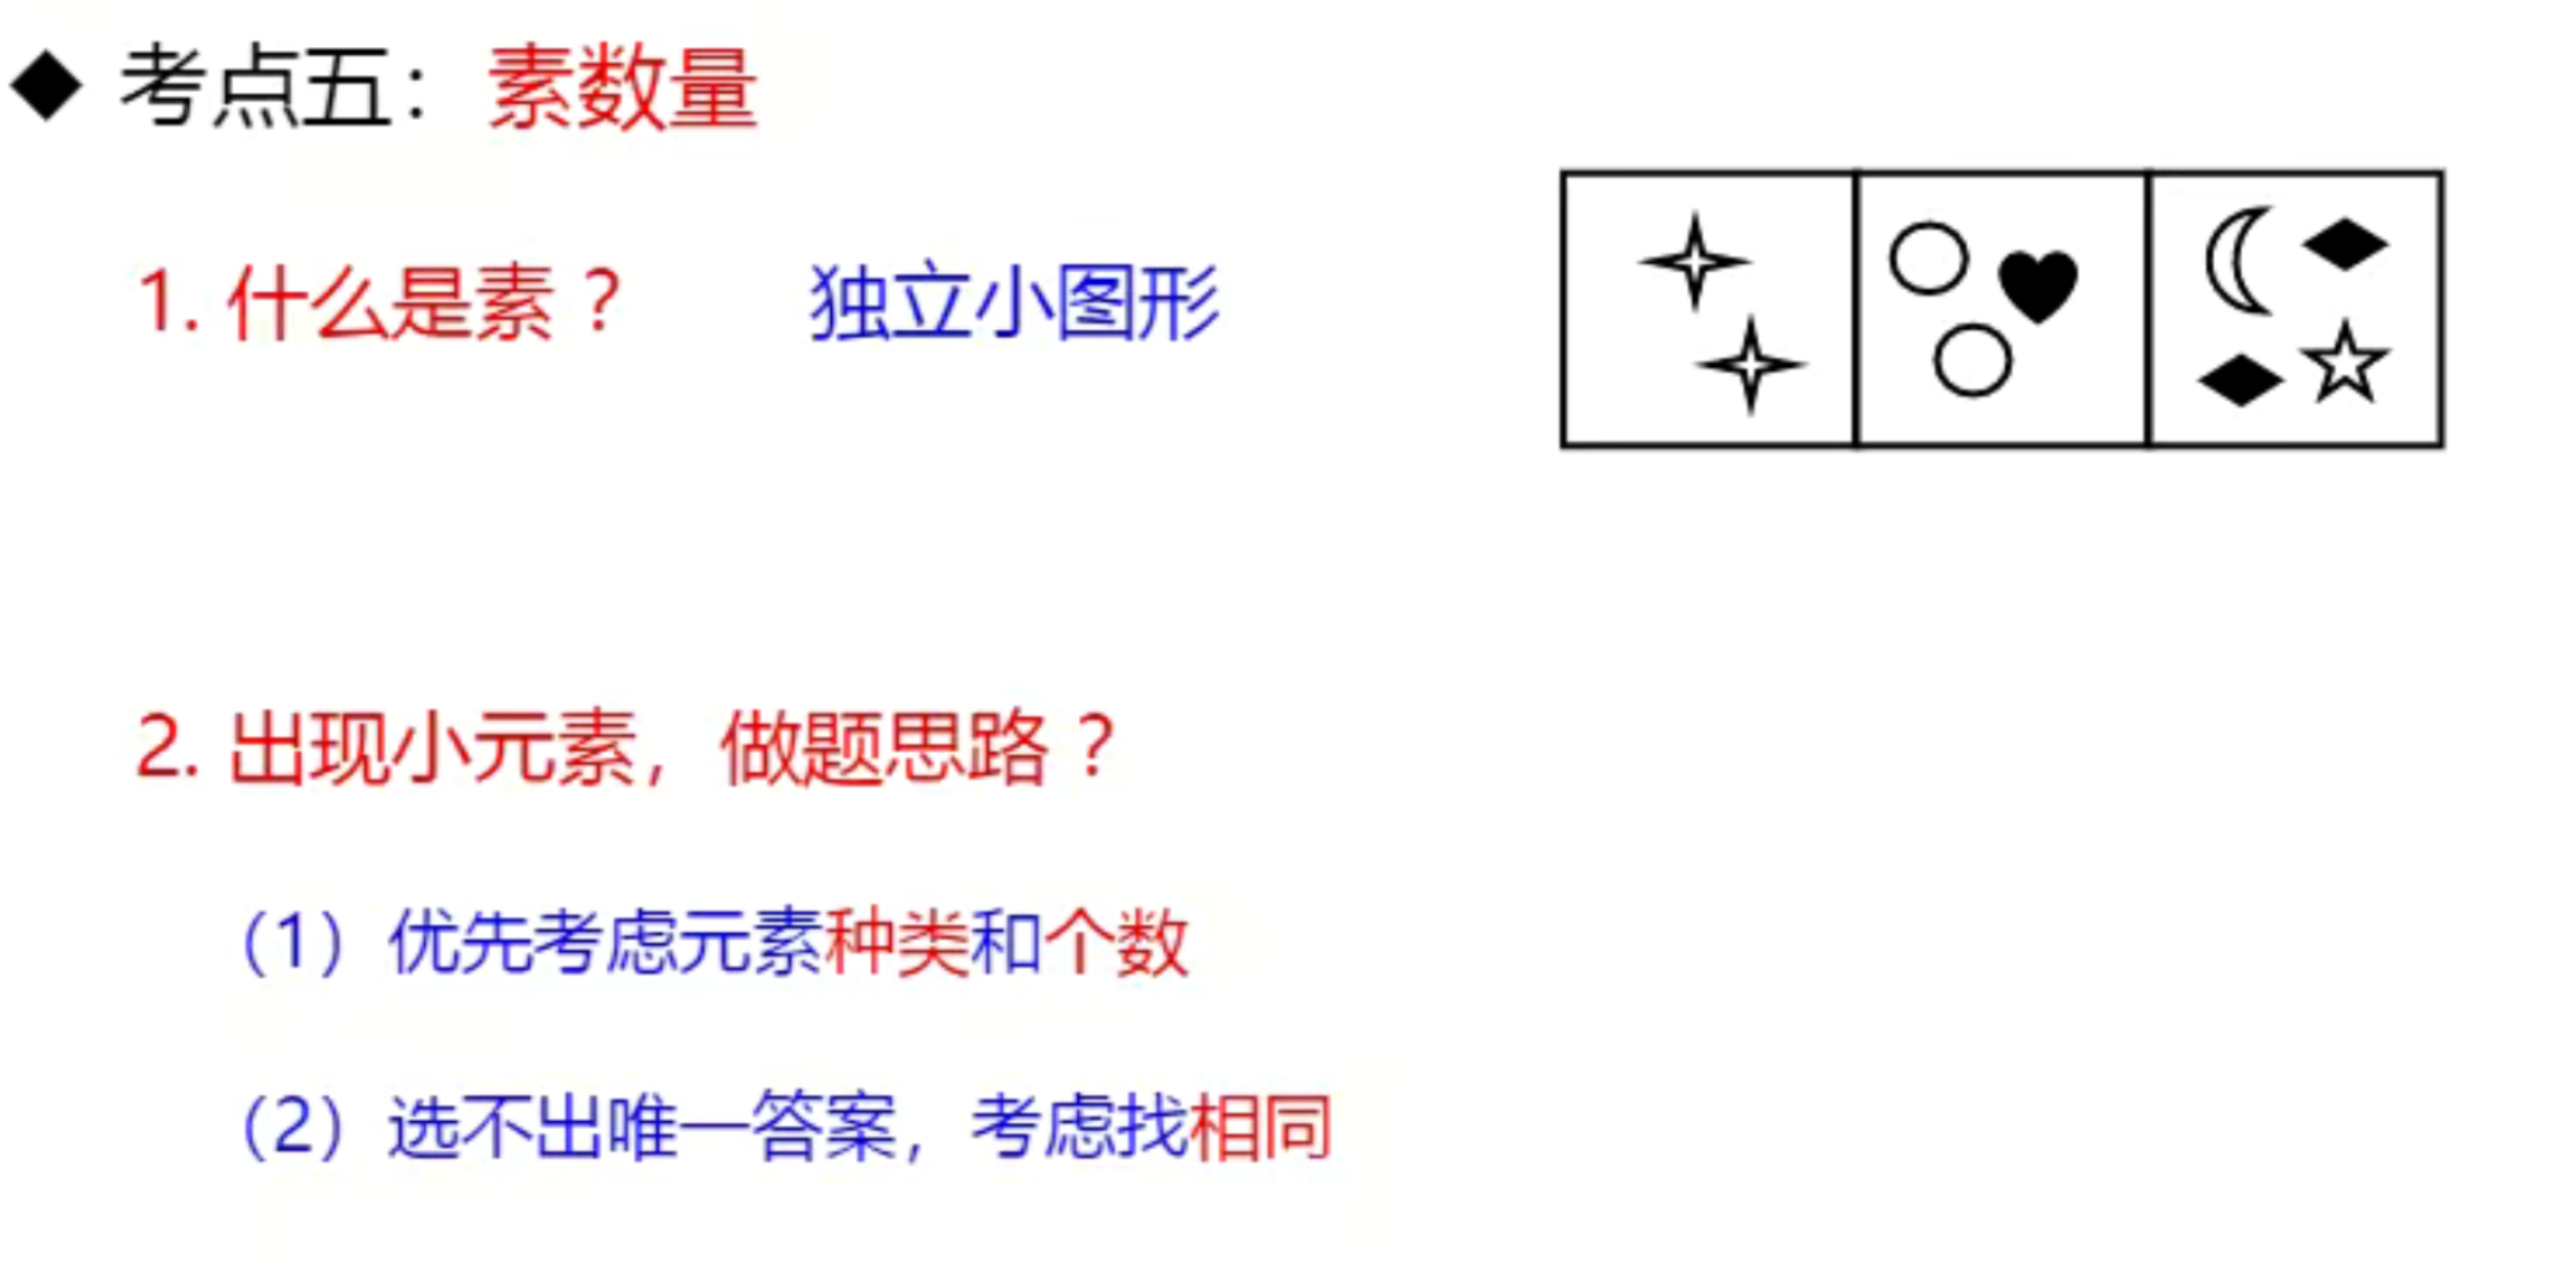 ◆ 考点五：素数量
1. 什么是素？ 独立小图形
2. 出现小元素，做题思路？
（1）优先考虑元素种类和个数
（2）选不出唯一答案，考虑找相同